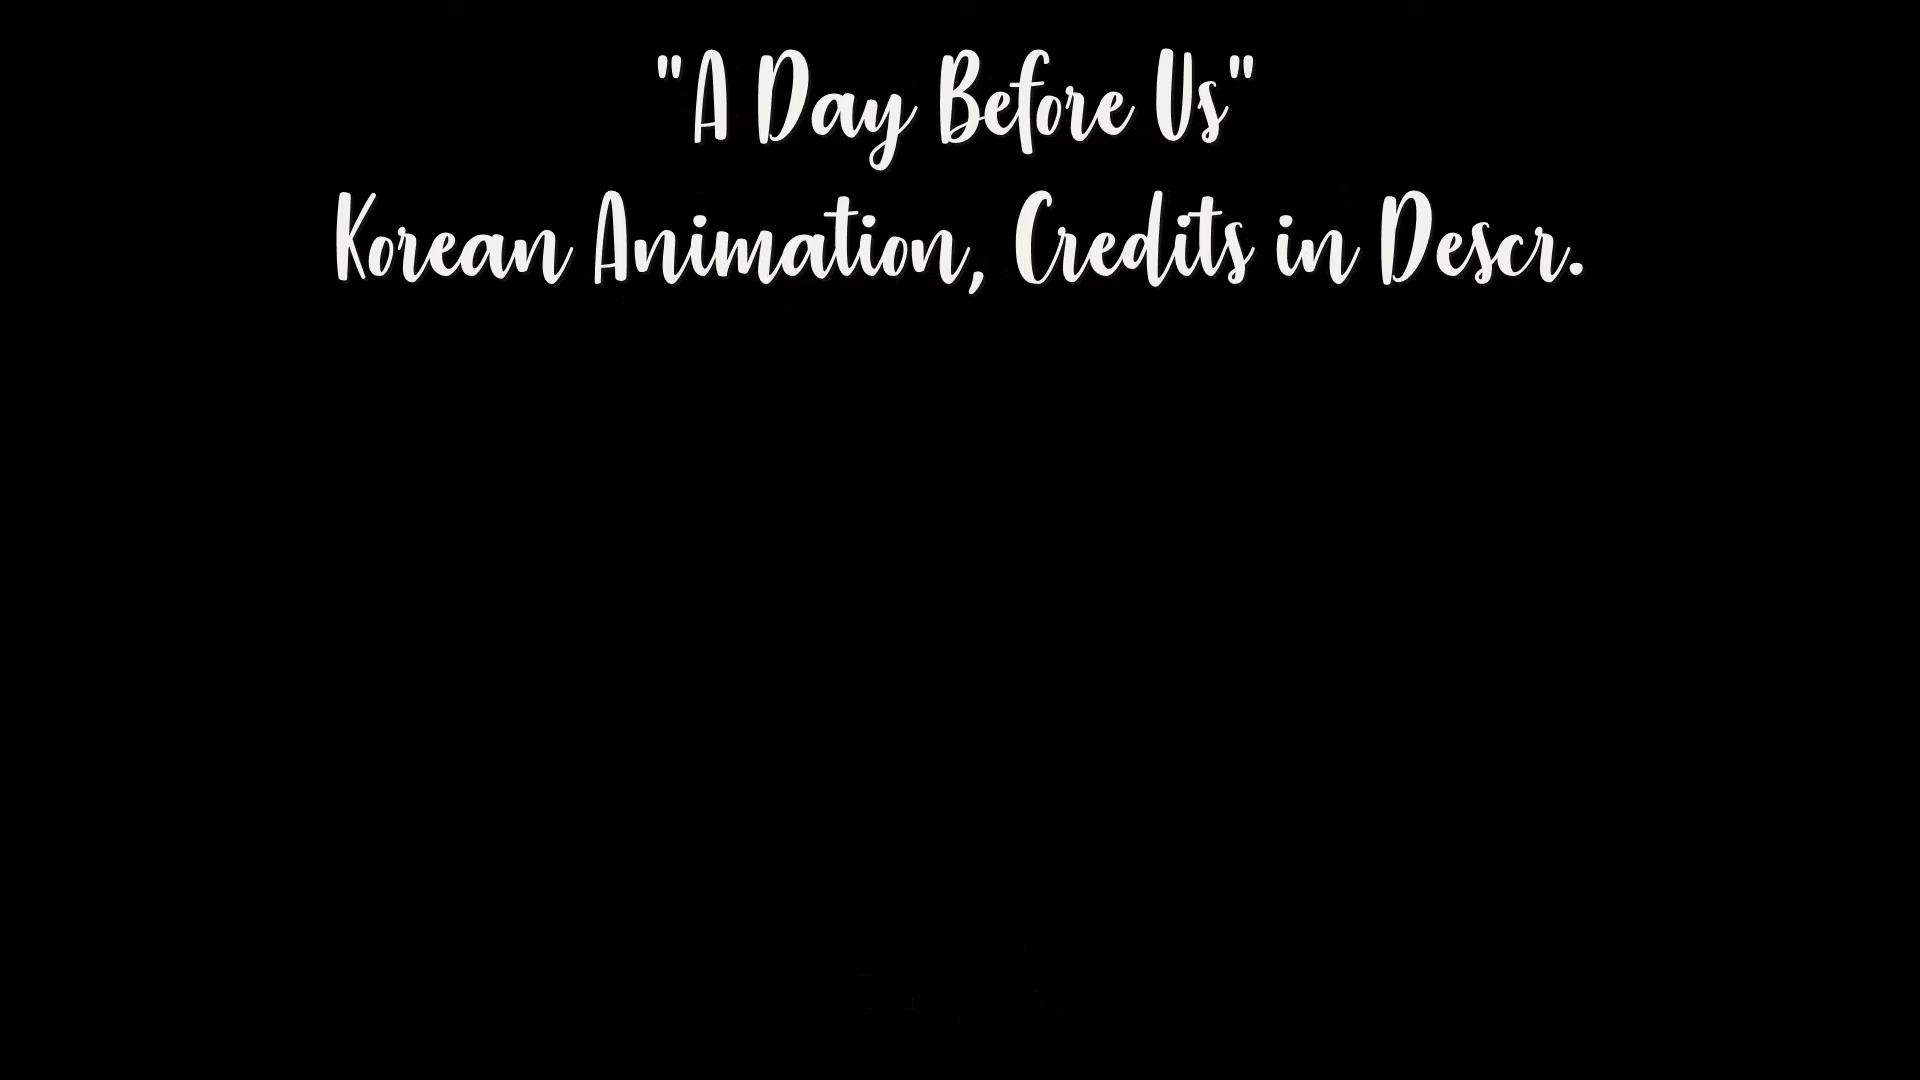 "A Day Before Us"
Korean Animation, Credits in Descr.